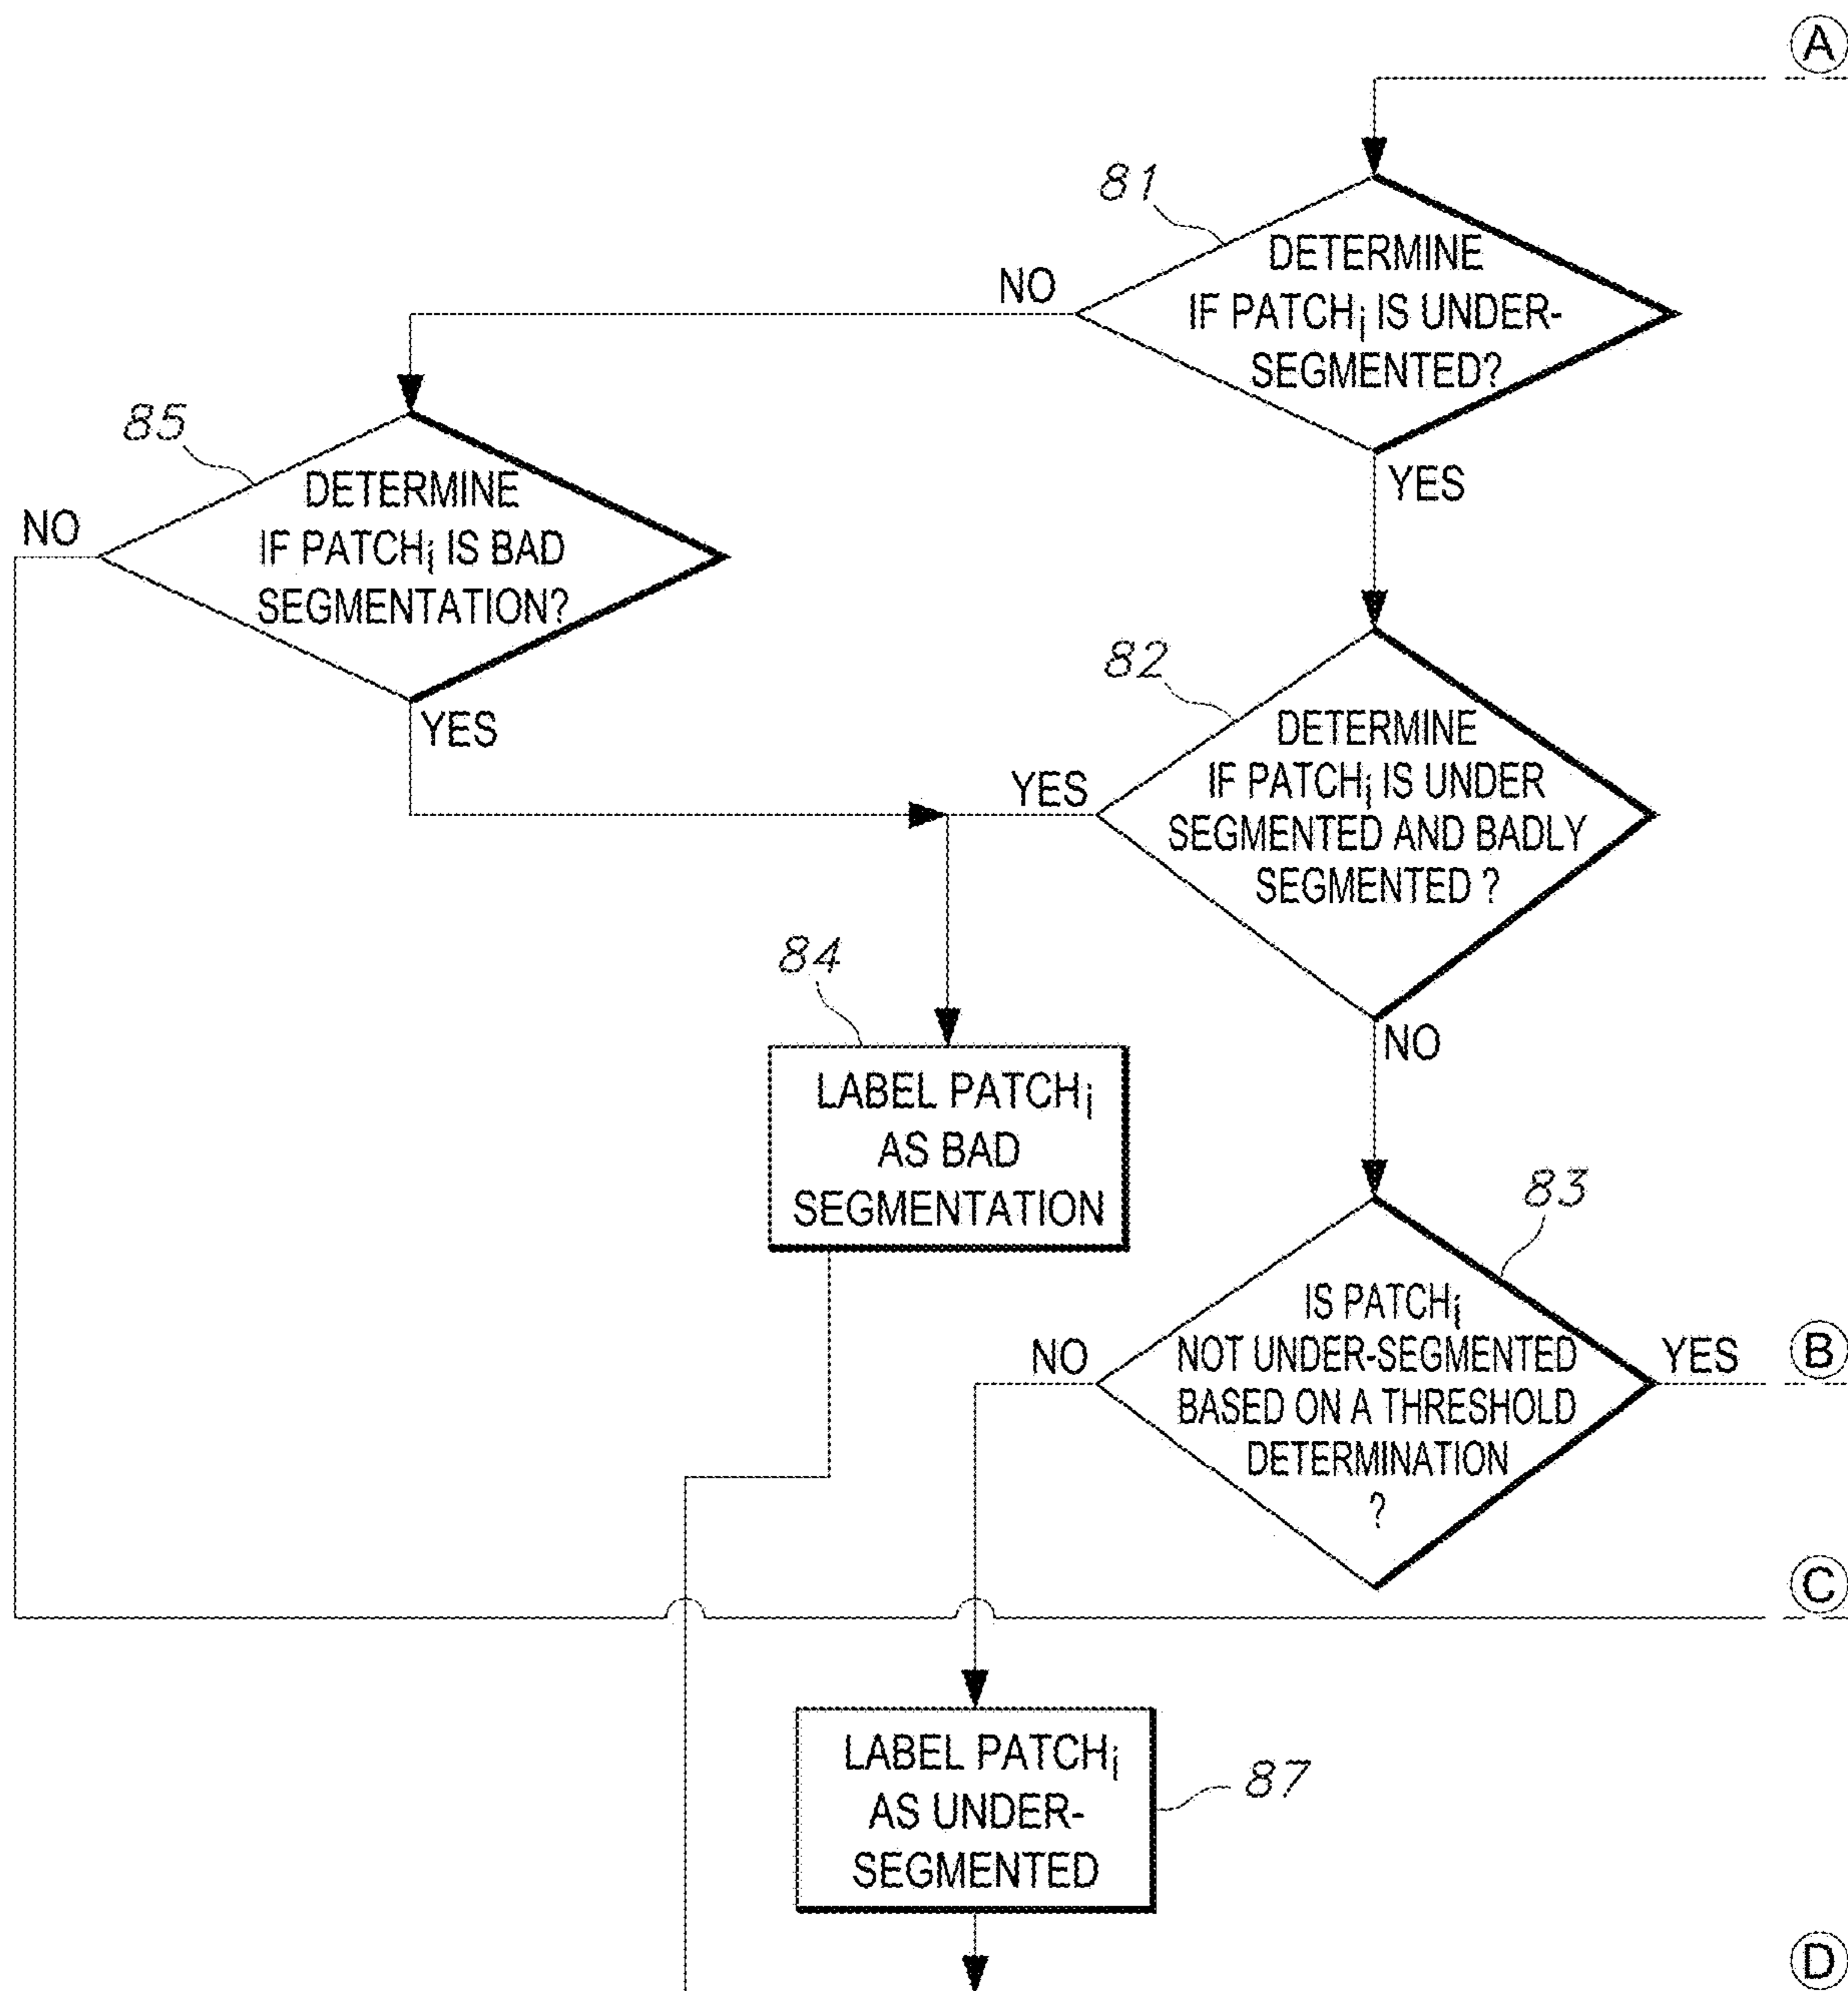 A
81
DETERMINE
IF PATCHi IS UNDER-
SEGMENTED?
NO
YES
85
DETERMINE
IF PATCHi IS BAD
SEGMENTATION?
NO
YES
82
DETERMINE
IF PATCHi IS UNDER
SEGMENTED AND BADLY
SEGMENTED ?
YES
NO
84
LABEL PATCHi
AS BAD
SEGMENTATION
83
IS PATCHi
NOT UNDER-SEGMENTED
BASED ON A THRESHOLD
DETERMINATION
?
NO
YES
B
C
LABEL PATCHi
AS UNDER-
SEGMENTED
87
D